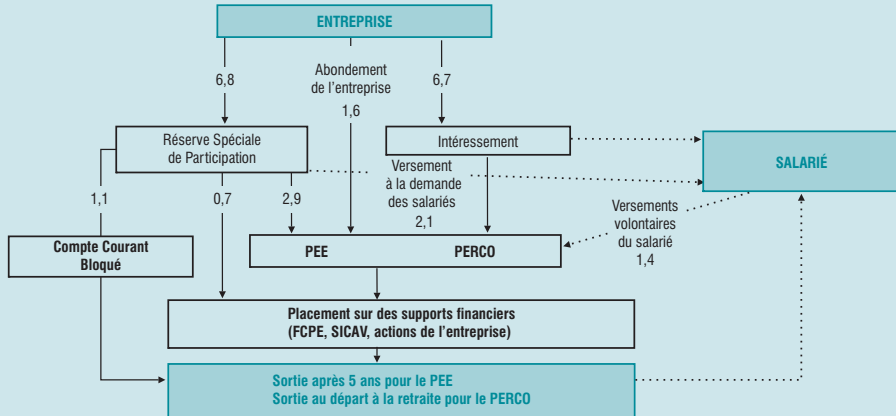 ENTREPRISE
6,8
Abondement
de l’entreprise
1,6
6,7
Réserve Spéciale
de Participation
Intéressement
SALARIÉ
1,1
0,7
2,9
Versement
à la demande
des salariés
2,1
Versements
volontaires
du salarié
1,4
Compte Courant
Bloqué
PEE PERCO
Placement sur des supports financiers
(FCPE, SICAV, actions de l’entreprise)
Sortie après 5 ans pour le PEE
Sortie au départ à la retraite pour le PERCO